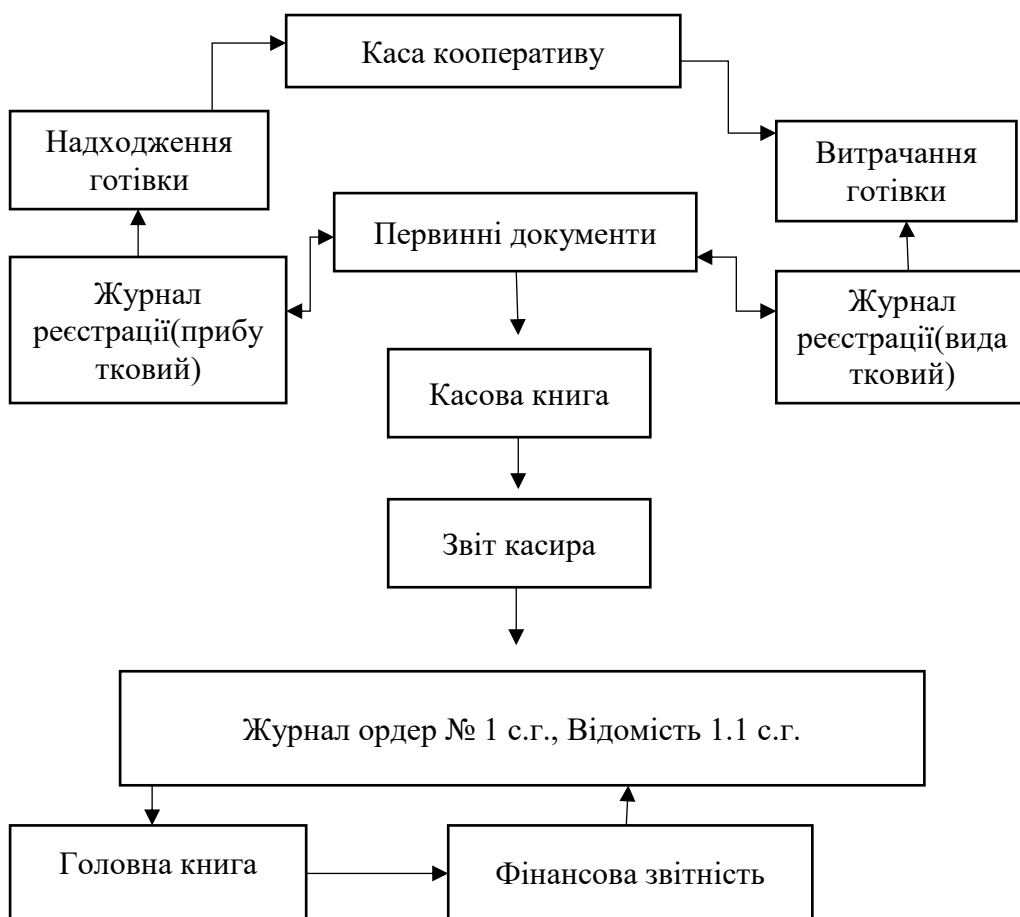 Каса кооперативу
Надходження
готівки
Витрачання
готівки
Первинні документи
Журнал
реєстрації(прибу
тковий)
Журнал
реєстрації(вида
тковий)
Касова книга
Звіт касира
Журнал ордер № 1 с.г., Відомість 1.1 с.г.
Головна книга
Фінансова звітність